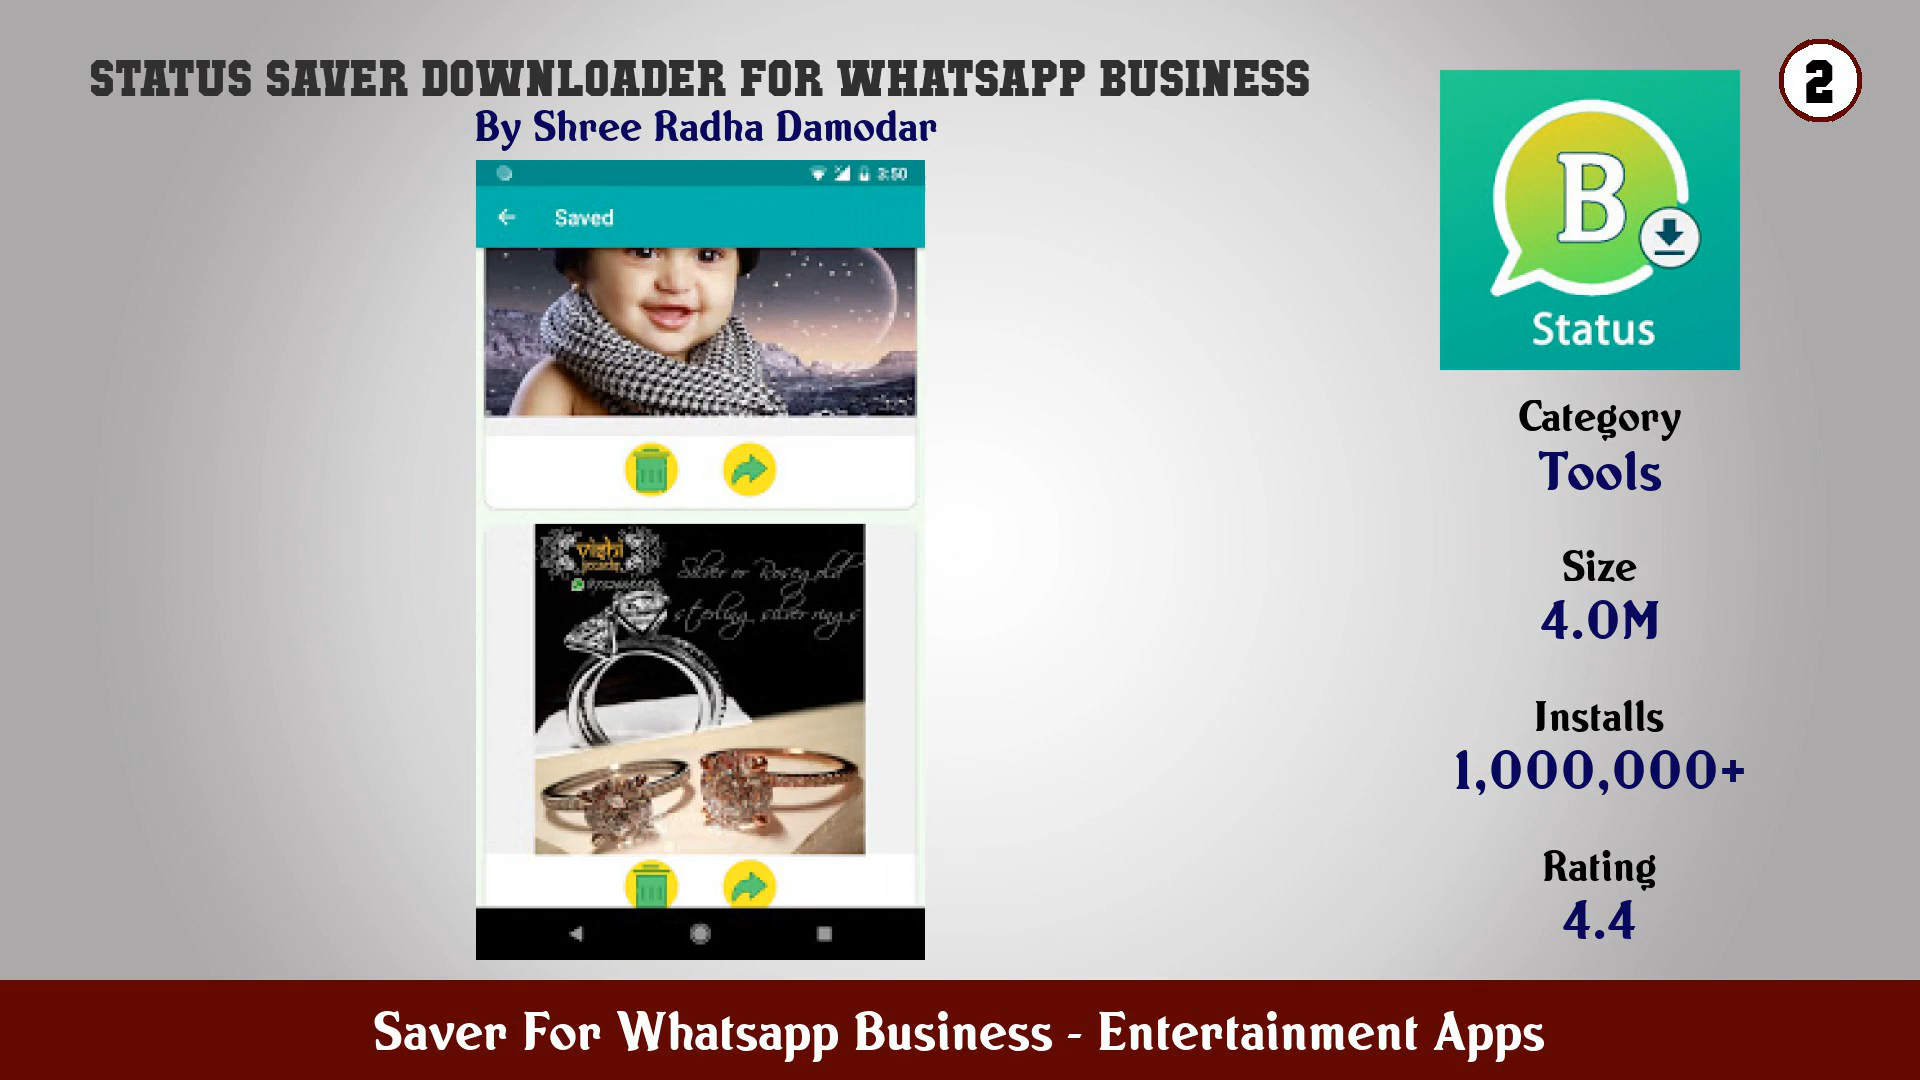 STATUS SAVER DOWNLOADER FOR WHATSAPP BUSINESS
2
By Shree Radha Damodar
3:50
Saved
vishi
Silver or Rosegold
sterling silver rings
B
Status
Category
Tools
Size
4.0M
Installs
1,000,000+
Rating
4.4
Saver For Whatsapp Business - Entertainment Apps